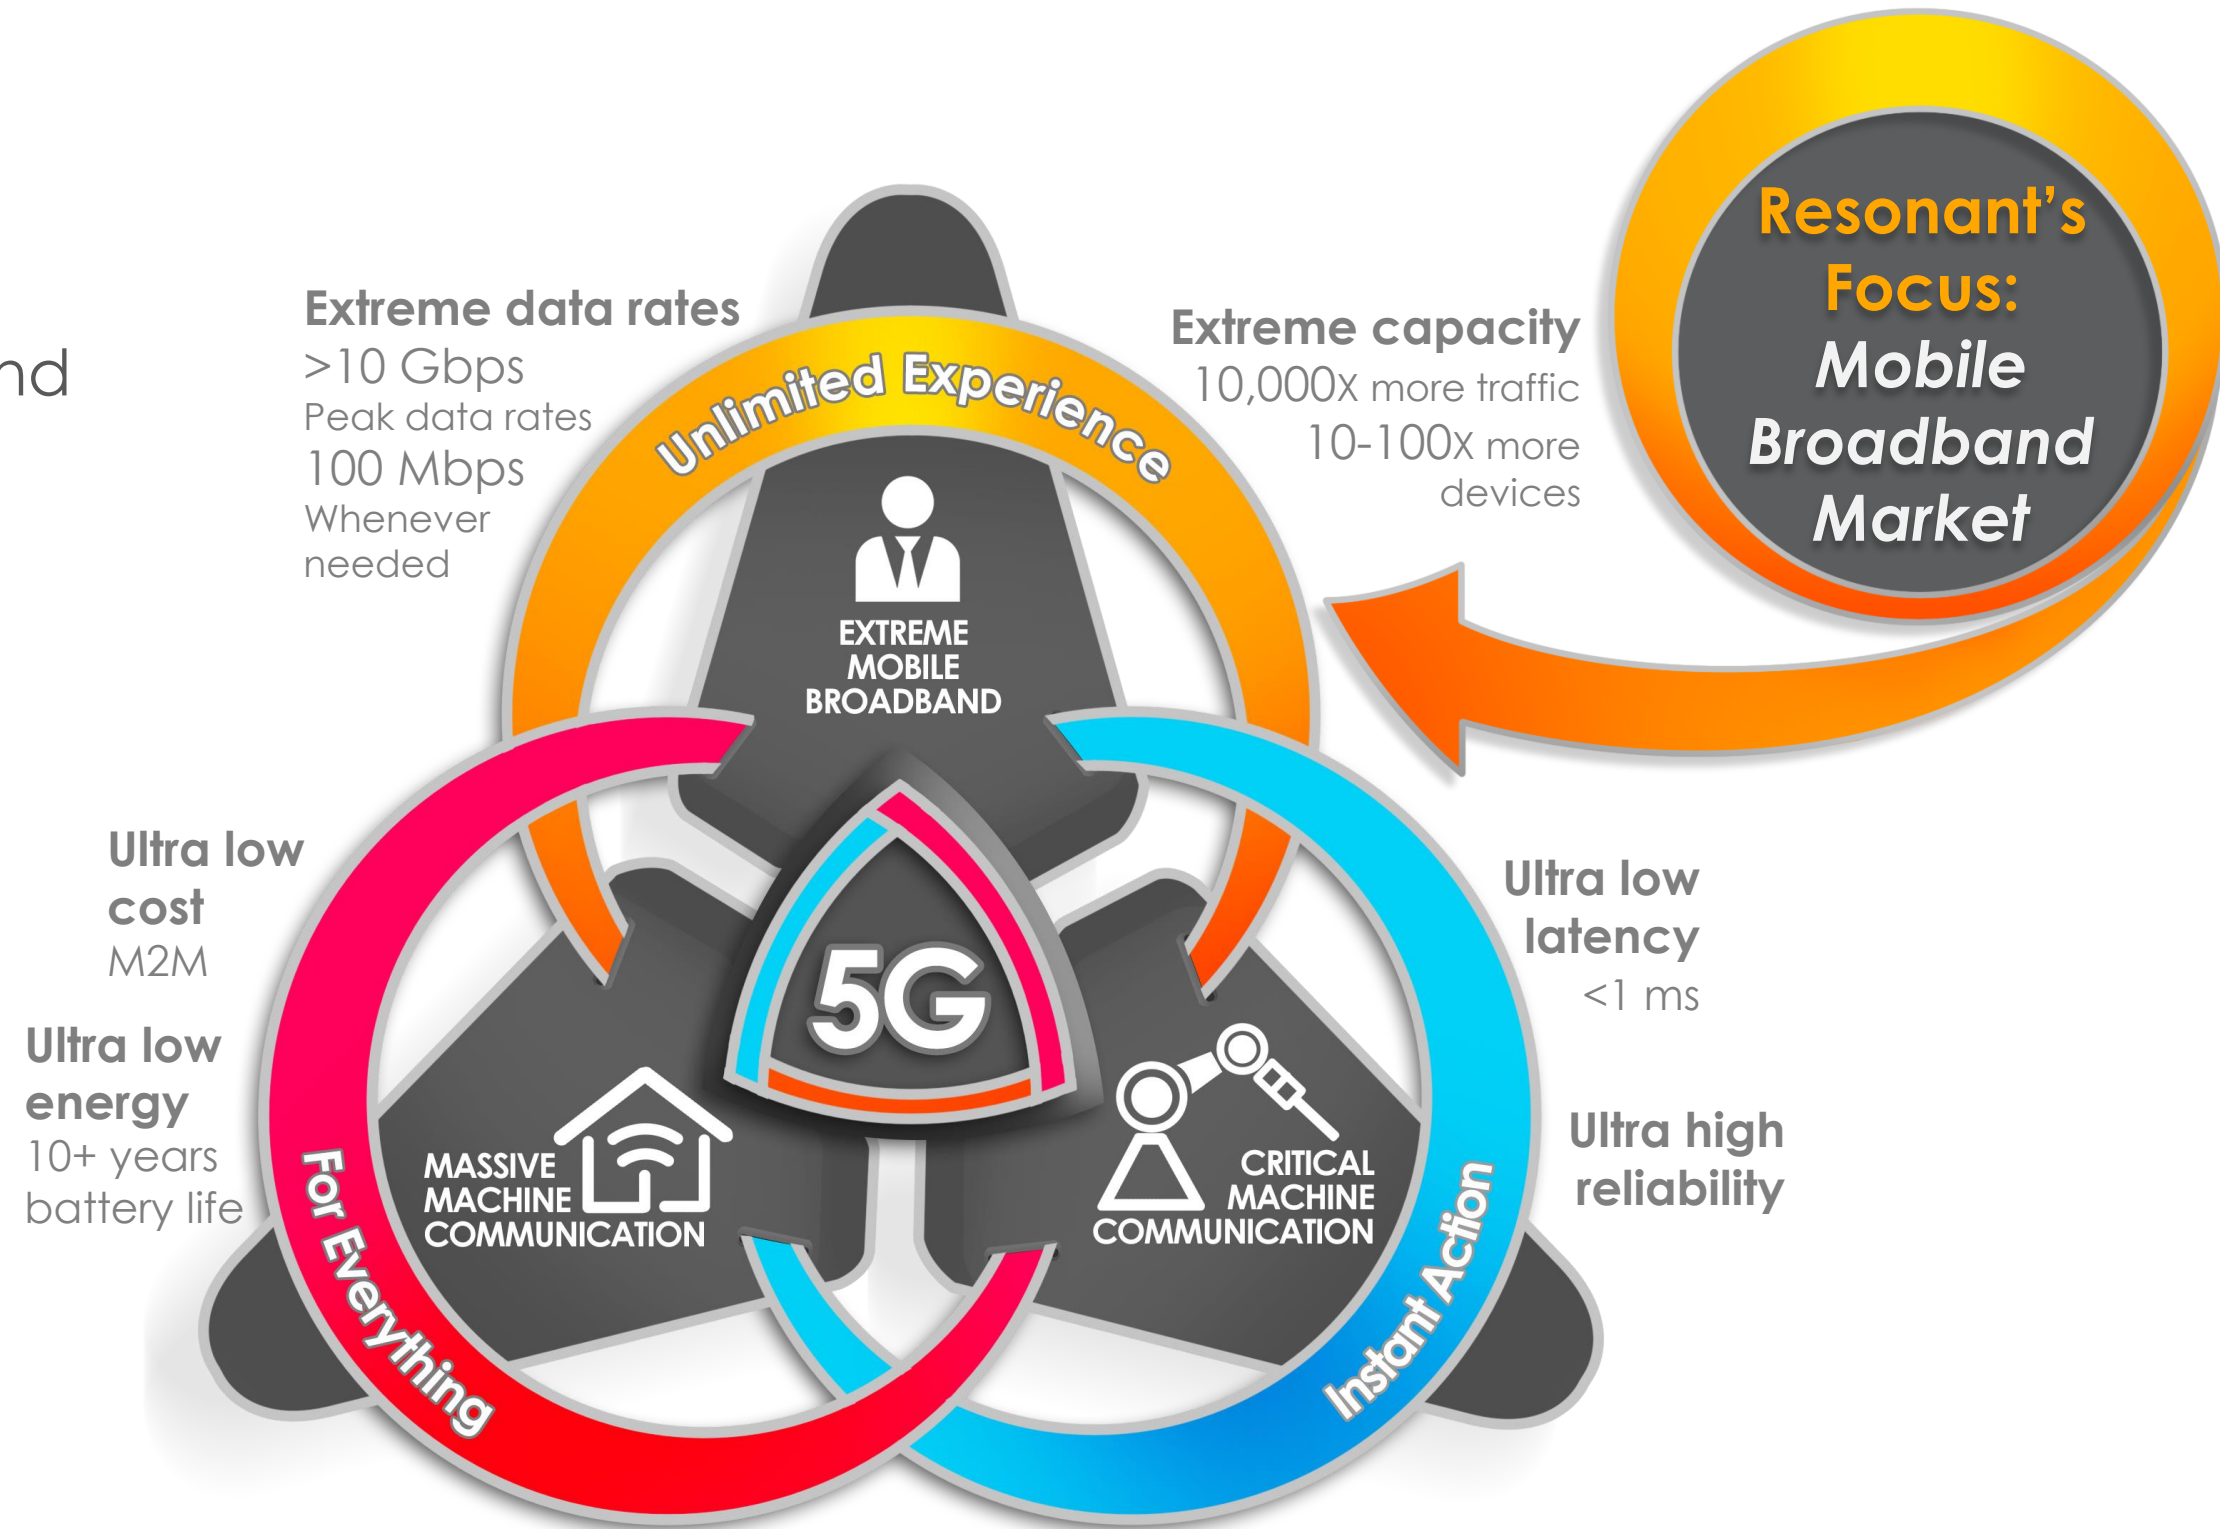 Resonant's
Focus:
Mobile
Broadband
Market
Extreme data rates
>10 Gbps
Peak data rates
100 Mbps
Whenever
needed
Extreme capacity
10,000X more traffic
10-100X more
devices
nd
Unlimited Experience
EXTREME
MOBILE
BROADBAND
Ultra low
cost
M2M
Ultra low
energy
10+ years
battery life
Ultra low
latency
<1 ms
Ultra high
reliability
5G
For Everything
MASSIVE
MACHINE
COMMUNICATION
CRITICAL
MACHINE
COMMUNICATION
Instant Action